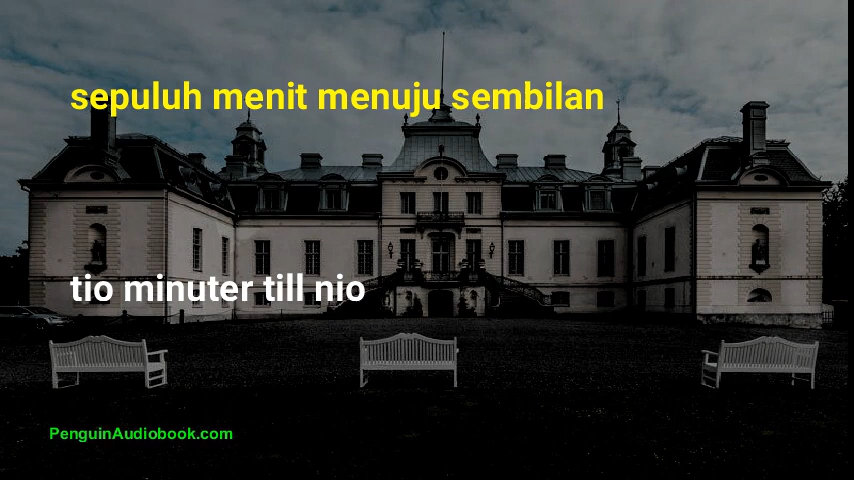 sepuluh menit menuju sembilan
tio minuter till nio
PenguinAudiobook.com